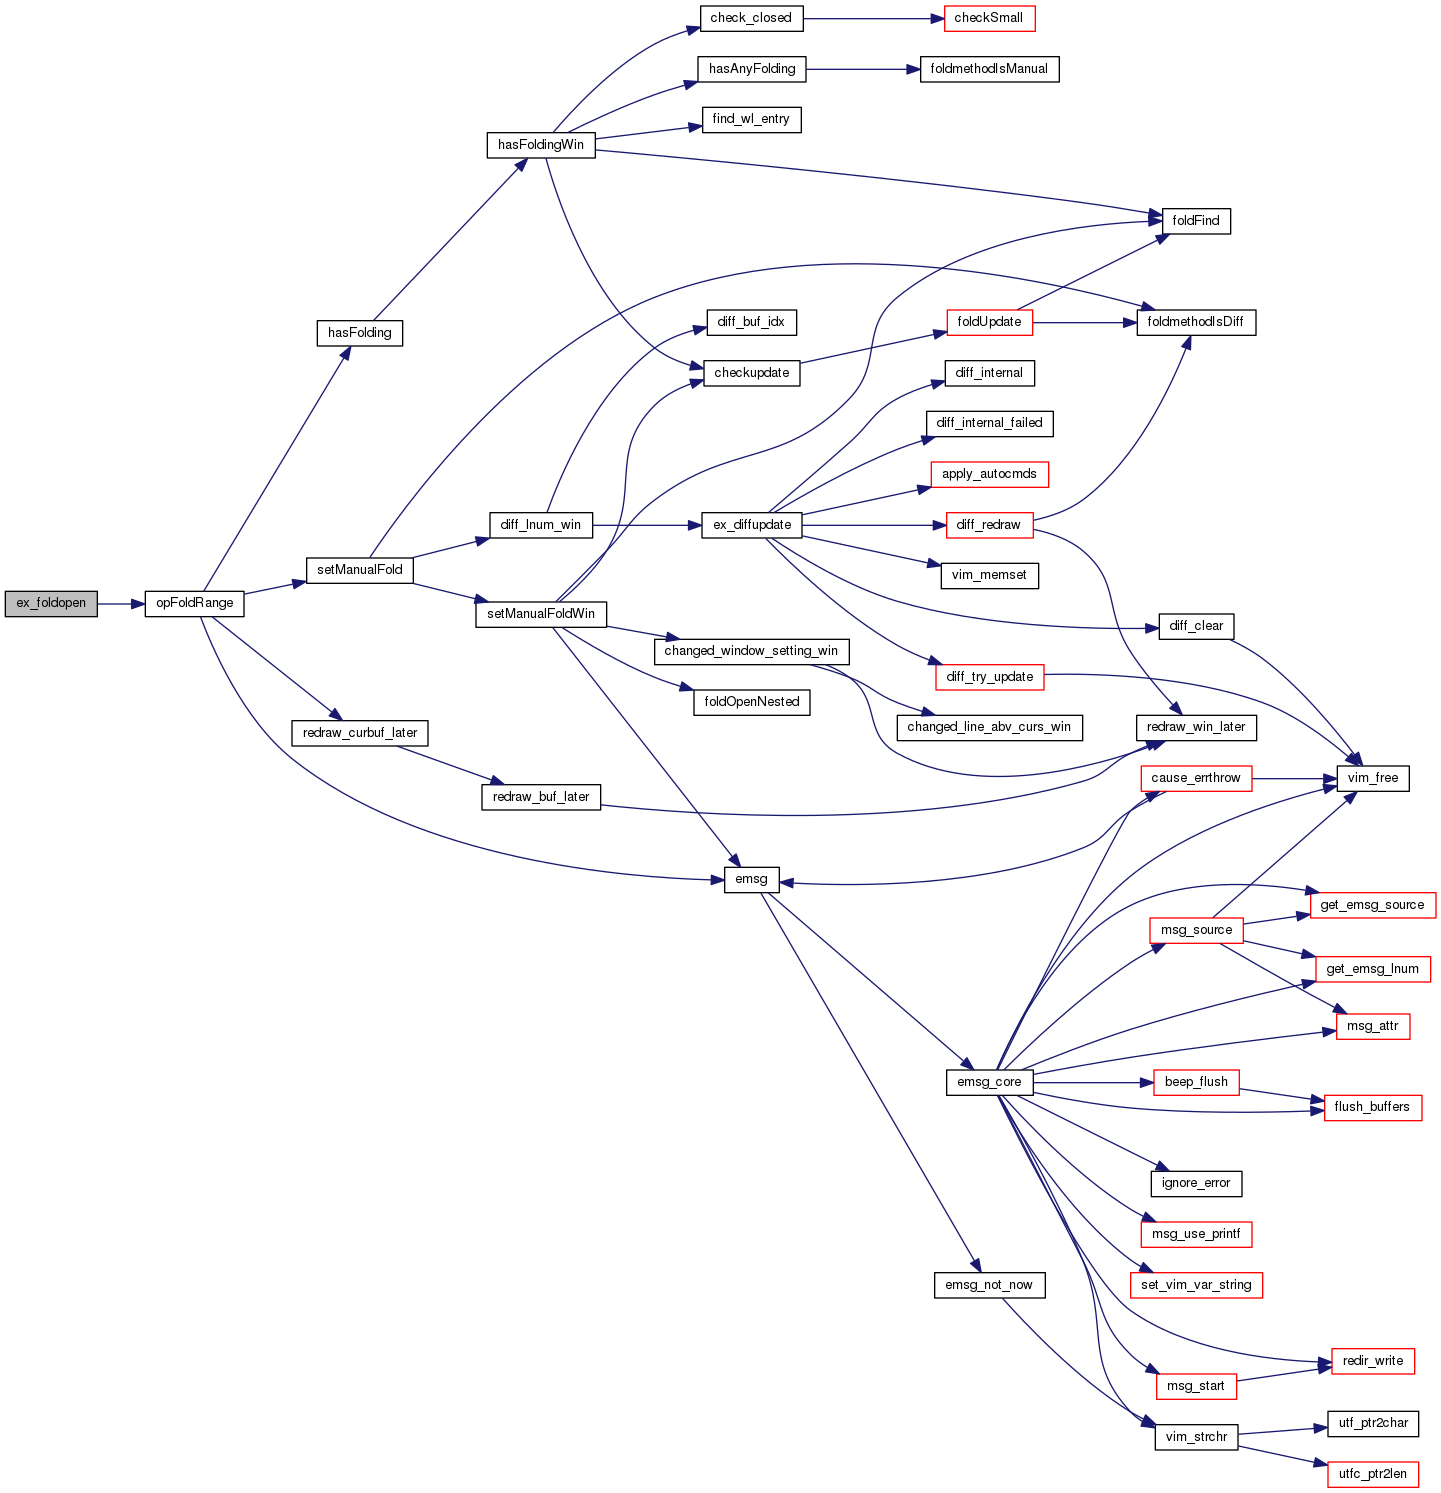 check_closed
checkSmall
hasAnyFolding
foldmethodIsManual
find_wl_entry
hasFoldingWin
foldFind
hasFolding
diff_buf_idx
foldUpdate
foldmethodIsDiff
checkupdate
diff_internal
diff_internal_failed
apply_autocmds
diff_lnum_win
ex_diffupdate
diff_redraw
setManualFold
vim_memset
ex_foldopen
opFoldRange
setManualFoldWin
diff_clear
changed_window_setting_win
diff_try_update
foldOpenNested
redraw_curbuf_later
changed_line_abv_curs_win
redraw_win_later
cause_errthrow
vim_free
redraw_buf_later
emsg
get_emsg_source
msg_source
get_emsg_lnum
msg_attr
emsg_core
beep_flush
flush_buffers
ignore_error
msg_use_printf
emsg_not_now
set_vim_var_string
redir_write
msg_start
utf_ptr2char
vim_strchr
utfc_ptr2len